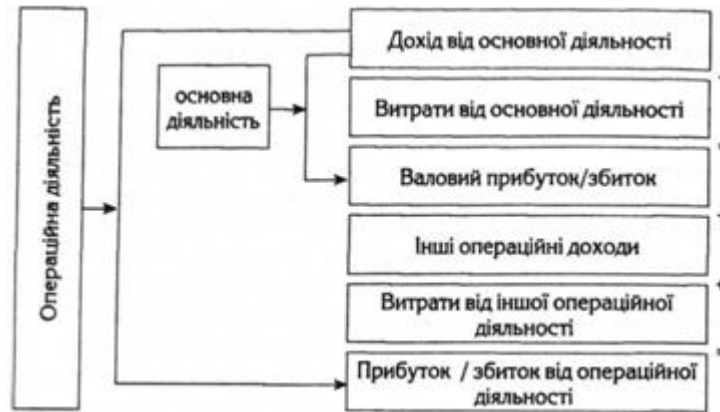 Операційна діяльність
основна
діяльність
Дохід від основної діяльності
Витрати від основної діяльності
Валовий прибуток/збиток
Інші операційні доходи
Витрати від іншої операційної
діяльності
Прибуток / збиток від операційної
діяльності